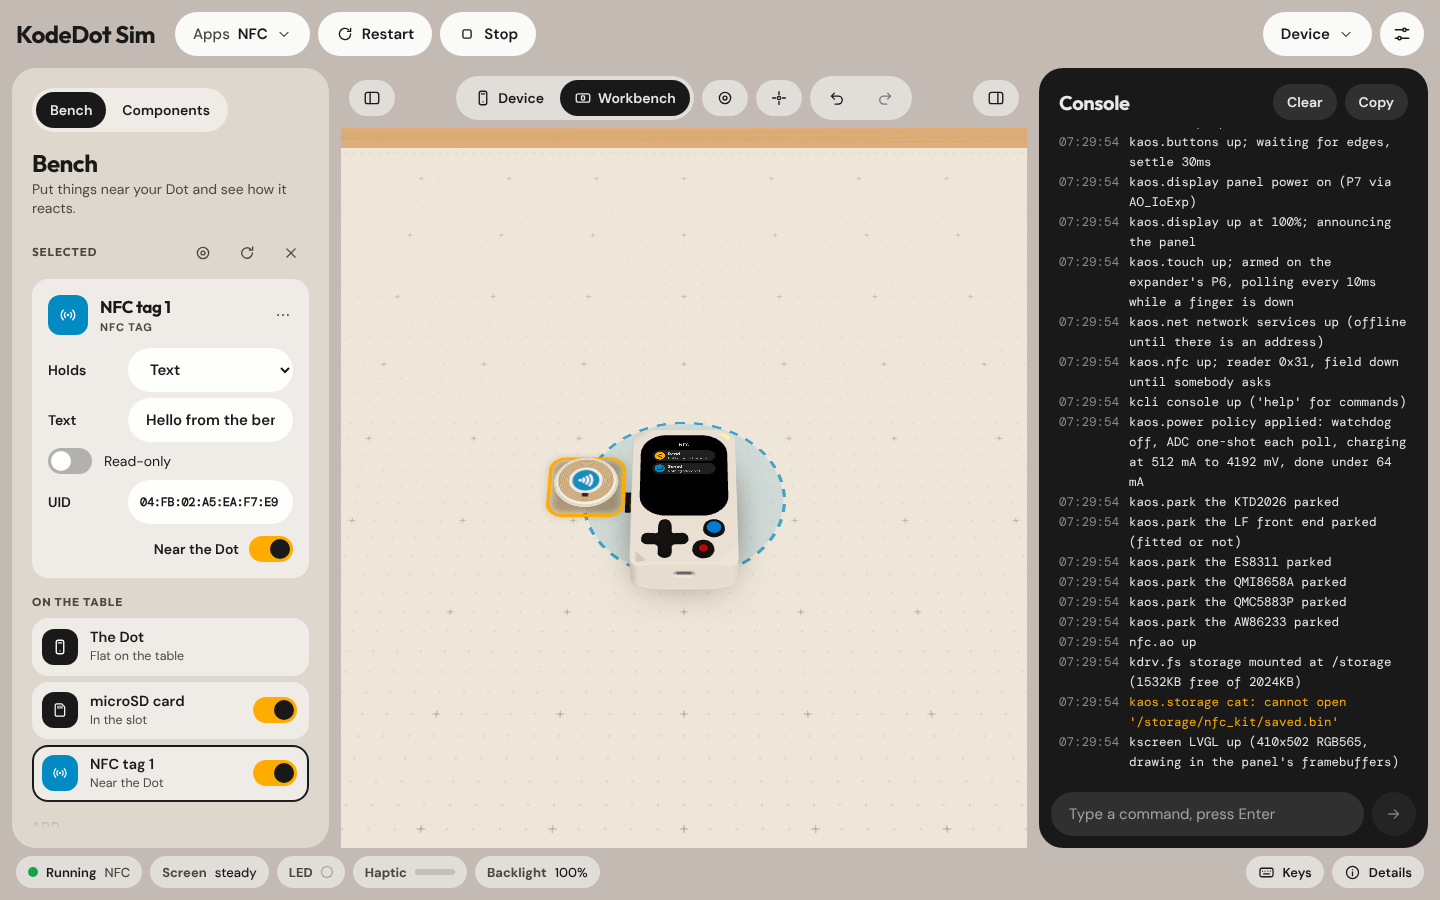 KodeDot Sim
Apps NFC
Restart
Stop
Device
Bench
Components
Bench
Put things near your Dot and see how it
reacts.
SELECTED
NFC tag 1
NFC TAG
Holds
Text
Text
Hello from the ber
Read-only
UID
04:FB:02:A5:EA:F7:E9
Near the Dot
ON THE TABLE
The Dot
Flat on the table
microSD card
In the slot
NFC tag 1
Near the Dot
Device
Workbench
NFC
Read
Saved
Console
Clear
Copy
07:29:54 kaos.buttons up; waiting for edges,
settle 30ms
07:29:54 kaos.display panel power on (P7 via
AO_IoExp)
07:29:54 kaos.display up at 100%; announcing
the panel
07:29:54 kaos.touch up; armed on the
expander's P6, polling every 10ms
while a finger is down
07:29:54 kaos.net network services up (offline
until there is an address)
07:29:54 kaos.nfc up; reader 0x31, field down
until somebody asks
07:29:54 kcli console up ('help' for commands)
07:29:54 kaos.power policy applied: watchdog
off, ADC one-shot each poll, charging
at 512 mA to 4192 mV, done under 64
mA
07:29:54 kaos.park the KTD2026 parked
07:29:54 kaos.park the LF front end parked
(fitted or not)
07:29:54 kaos.park the ES8311 parked
07:29:54 kaos.park the QMI8658A parked
07:29:54 kaos.park the QMC5883P parked
07:29:54 kaos.park the AW86233 parked
07:29:54 nfc.ao up
07:29:54 kdrv.fs storage mounted at /storage
(1532KB free of 2024KB)
07:29:54 kaos.storage cat: cannot open
'/storage/nfc_kit/saved.bin'
07:29:54 kscreen LVGL up (410x502 RGB565,
drawing in the panel's framebuffers)
Type a command, press Enter
Running NFC
Screen steady
LED
Haptic
Backlight 100%
Keys
Details